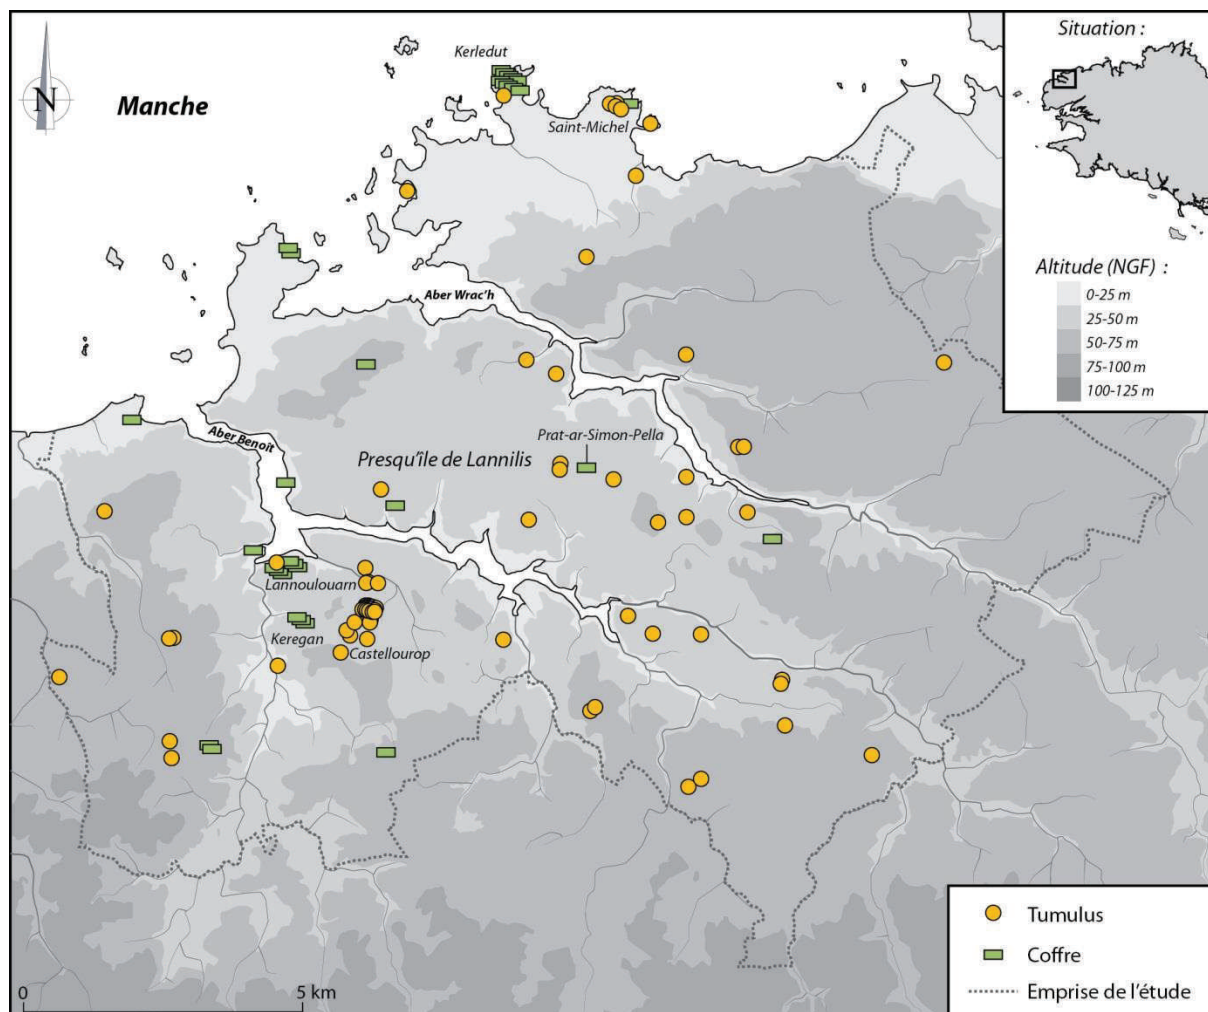 Kerledut
Situation :
N
Manche
Saint-Michel
Altitude (NGF) :
0-25 m
25-50 m
50-75 m
75-100 m
100-125 m
Aber Wrac'h
Aber Benoît
Prat-ar-Simon-Pella
Presqu'île de Lannilis
Lannoulouarn
Keregan
Castellourop
Tumulus
Coffre
Emprise de l'étude
0
5 km